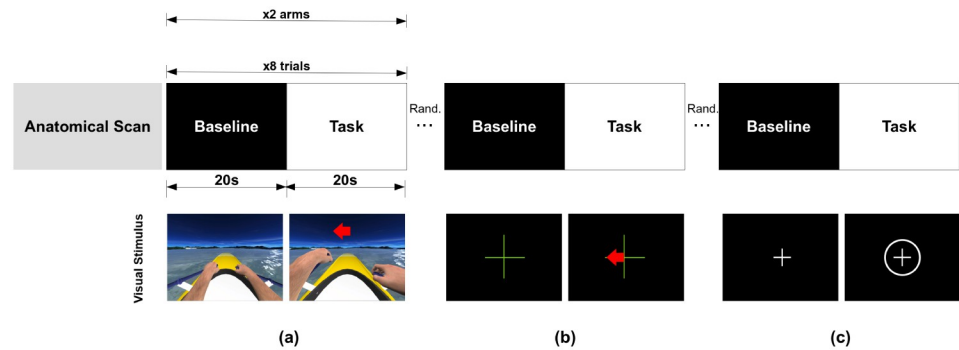 x2 arms
x8 trials
Anatomical Scan
Baseline
Task
Rand.
...
Baseline
Task
Rand.
...
Baseline
Task
20s
20s
Visual Stimulus
(a)
(b)
(c)